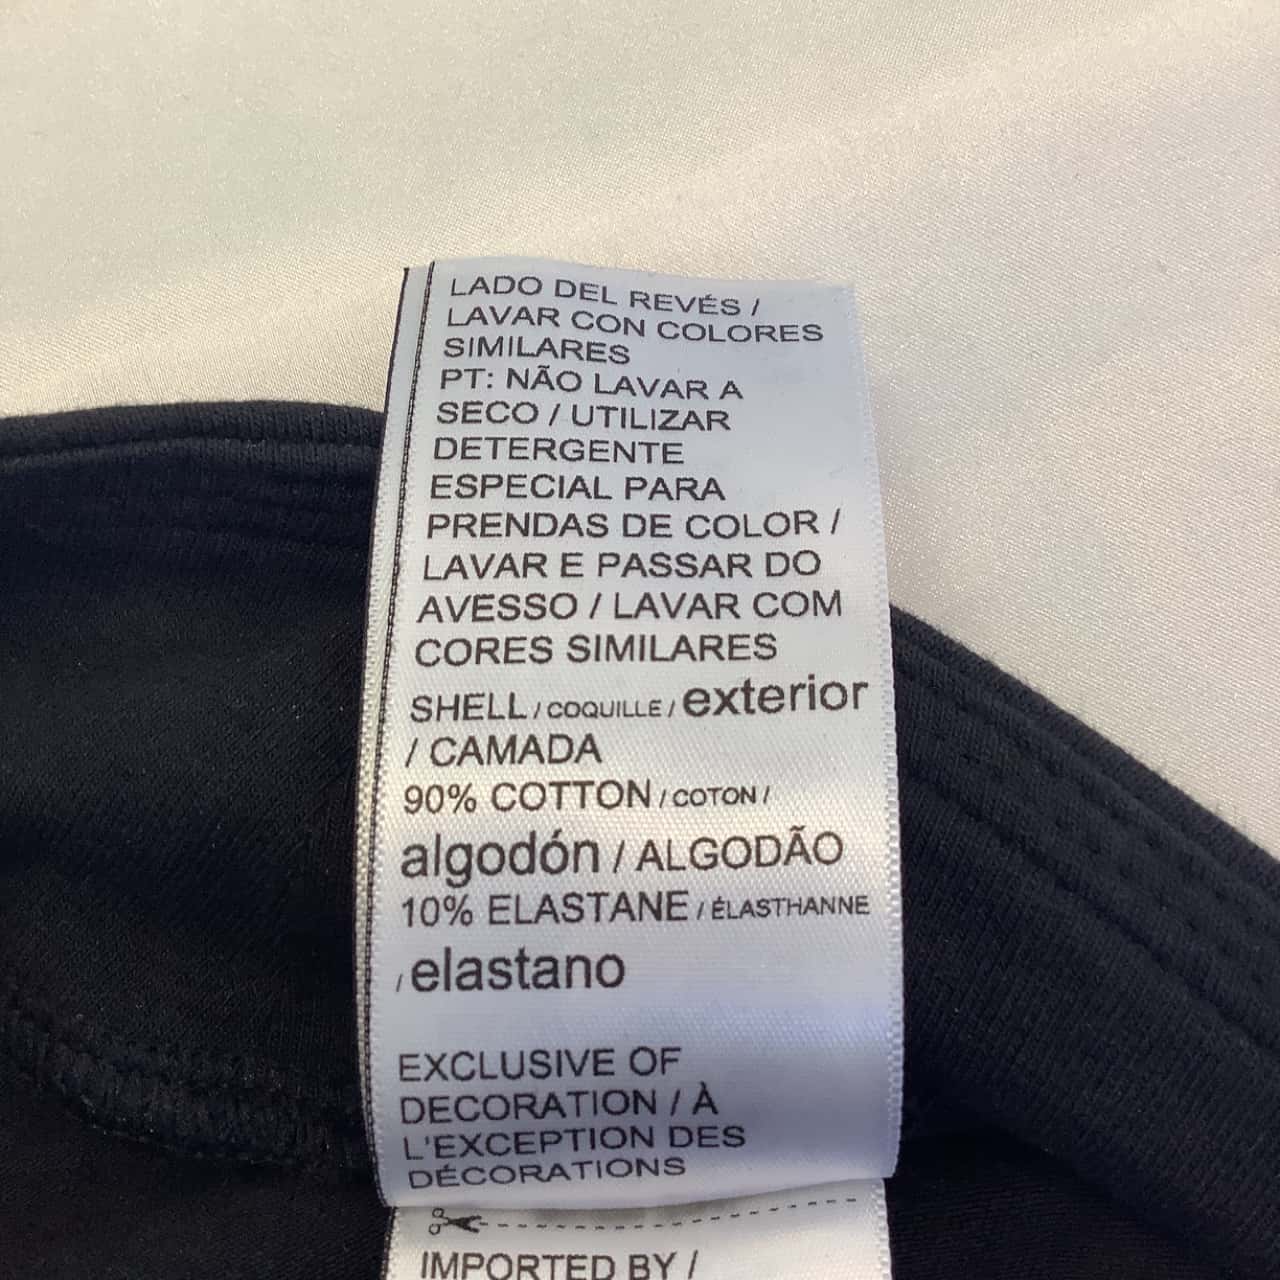 LADO DEL REVÉS /
LAVAR CON COLORES
SIMILARES
PT: NÃO LAVAR A
SECO / UTILIZAR
DETERGENTE
ESPECIAL PARA
PRENDAS DE COLOR /
LAVAR E PASSAR DO
AVESSO / LAVAR COM
CORES SIMILARES
SHELL / COQUILLE / exterior
/ CAMADA
90% COTTON / COTON /
algodón / ALGODÃO
10% ELASTANE / ÉLASTHANNE
/ elastano
EXCLUSIVE OF
DECORATION / À
L'EXCEPTION DES
DÉCORATIONS
IMPORTED BY /